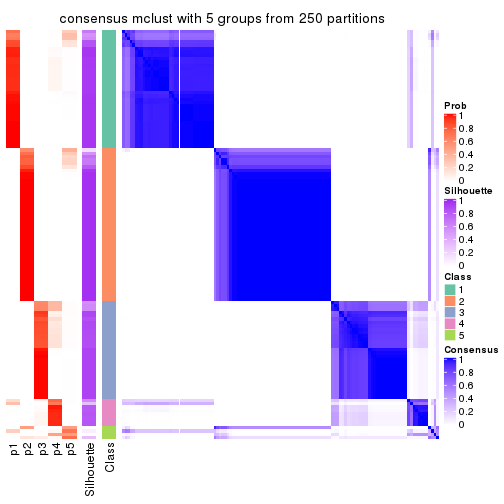 consensus mclust with 5 groups from 250 partitions
Prob
1
0.8
0.6
0.4
0.2
0
Silhouette
1
0.8
0.6
0.4
0.2
0
Class
1
2
3
4
5
Consensus
1
0.8
0.6
0.4
0.2
0
p1
p2
p3
p4
p5
Silhouette
Class